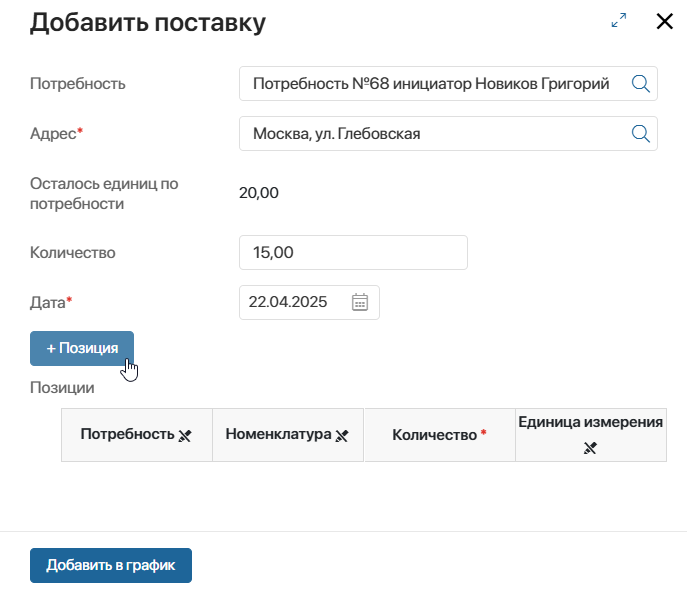 Добавить поставку
Потребность
Потребность №68 инициатор Новиков Григорий
Адрес*
Москва, ул. Глебовская
Осталось единиц по
потребности
20,00
Количество
15,00
Дата*
22.04.2025
+ Позиция
Позиции
Потребность
Номенклатура
Количество *
Единица измерения
Добавить в график